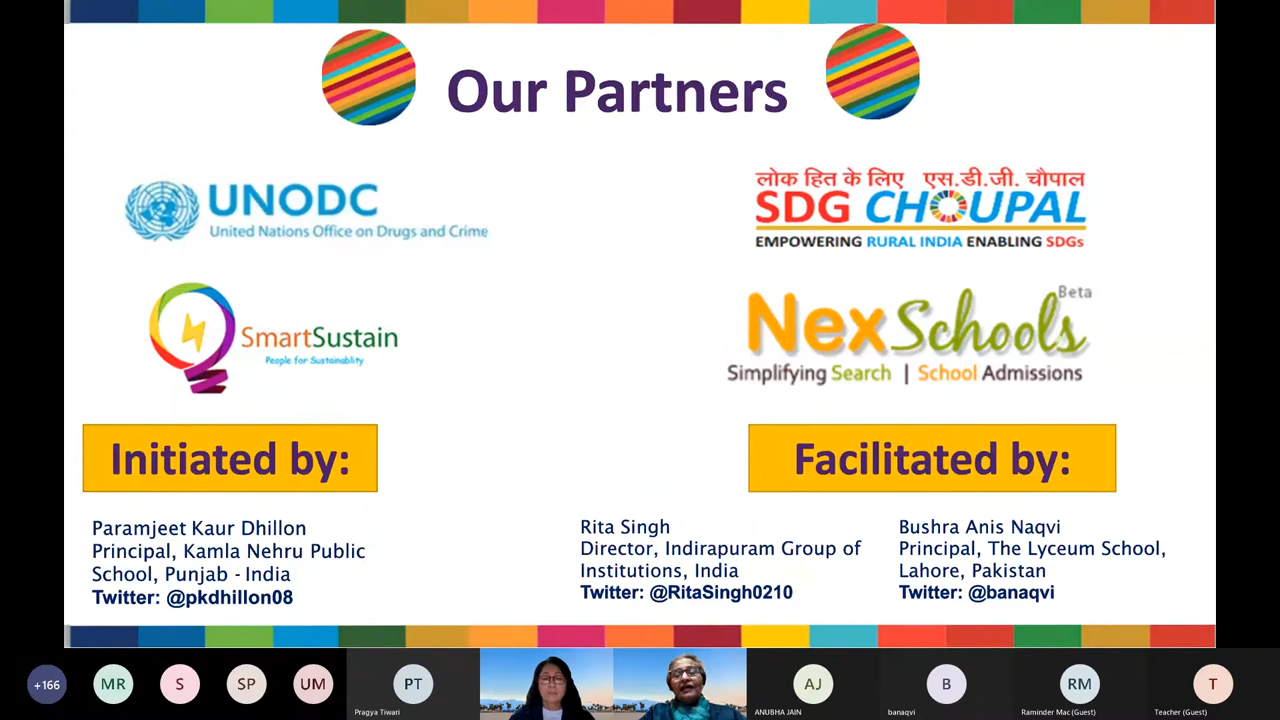 Our Partners
UNODC
United Nations Office on Drugs and Crime
लोक हित के लिए एस.डी.जी. चौपाल
SDG CHOUPAL
EMPOWERING RURAL INDIA ENABLING SDGs
SmartSustain
People for Sustainablity
Beta
NexSchools
Simplifying Search | School Admissions
Initiated by:
Facilitated by:
Paramjeet Kaur Dhillon
Principal, Kamla Nehru Public
School, Punjab - India
Twitter: @pkdhillon08
Rita Singh
Director, Indirapuram Group of
Institutions, India
Twitter: @RitaSingh0210
Bushra Anis Naqvi
Principal, The Lyceum School,
Lahore, Pakistan
Twitter: @banaqvi
+166
MR
S
SP
UM
PT
Pragya Tiwari
AJ
ANUBHA JAIN
B
banaqvi
RM
Raminder Mac (Guest)
T
Teacher (Guest)